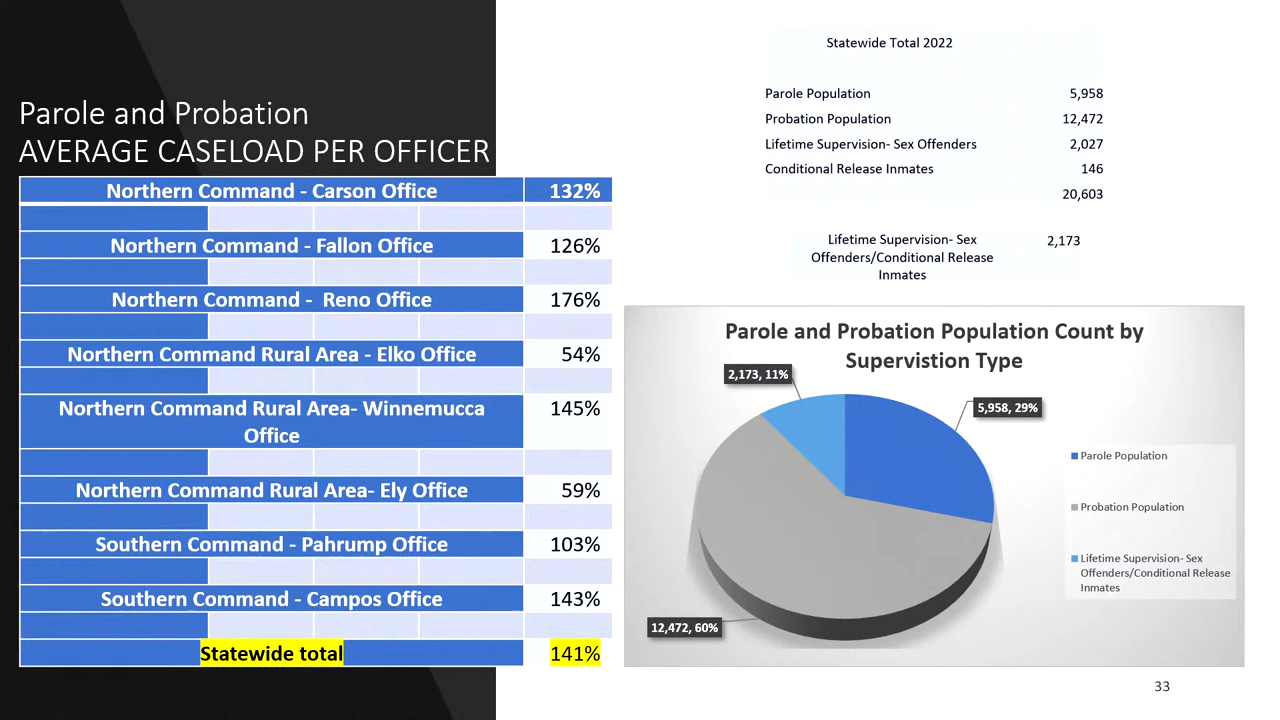 Parole and Probation
AVERAGE CASELOAD PER OFFICER
Northern Command - Carson Office 132%
Northern Command - Fallon Office 126%
Northern Command - Reno Office 176%
Northern Command Rural Area - Elko Office 54%
Northern Command Rural Area- Winnemucca 145%
Office
Northern Command Rural Area- Ely Office 59%
Southern Command - Pahrump Office 103%
Southern Command - Campos Office 143%
Statewide total 141%
Statewide Total 2022
Parole Population 5,958
Probation Population 12,472
Lifetime Supervision- Sex Offenders 2,027
Conditional Release Inmates 146
20,603
Lifetime Supervision- Sex 2,173
Offenders/Conditional Release
Inmates
Parole and Probation Population Count by
Supervistion Type
2,173, 11%
5,958, 29%
12,472, 60%
Parole Population
Probation Population
Lifetime Supervision- Sex
Offenders/Conditional Release
Inmates
33